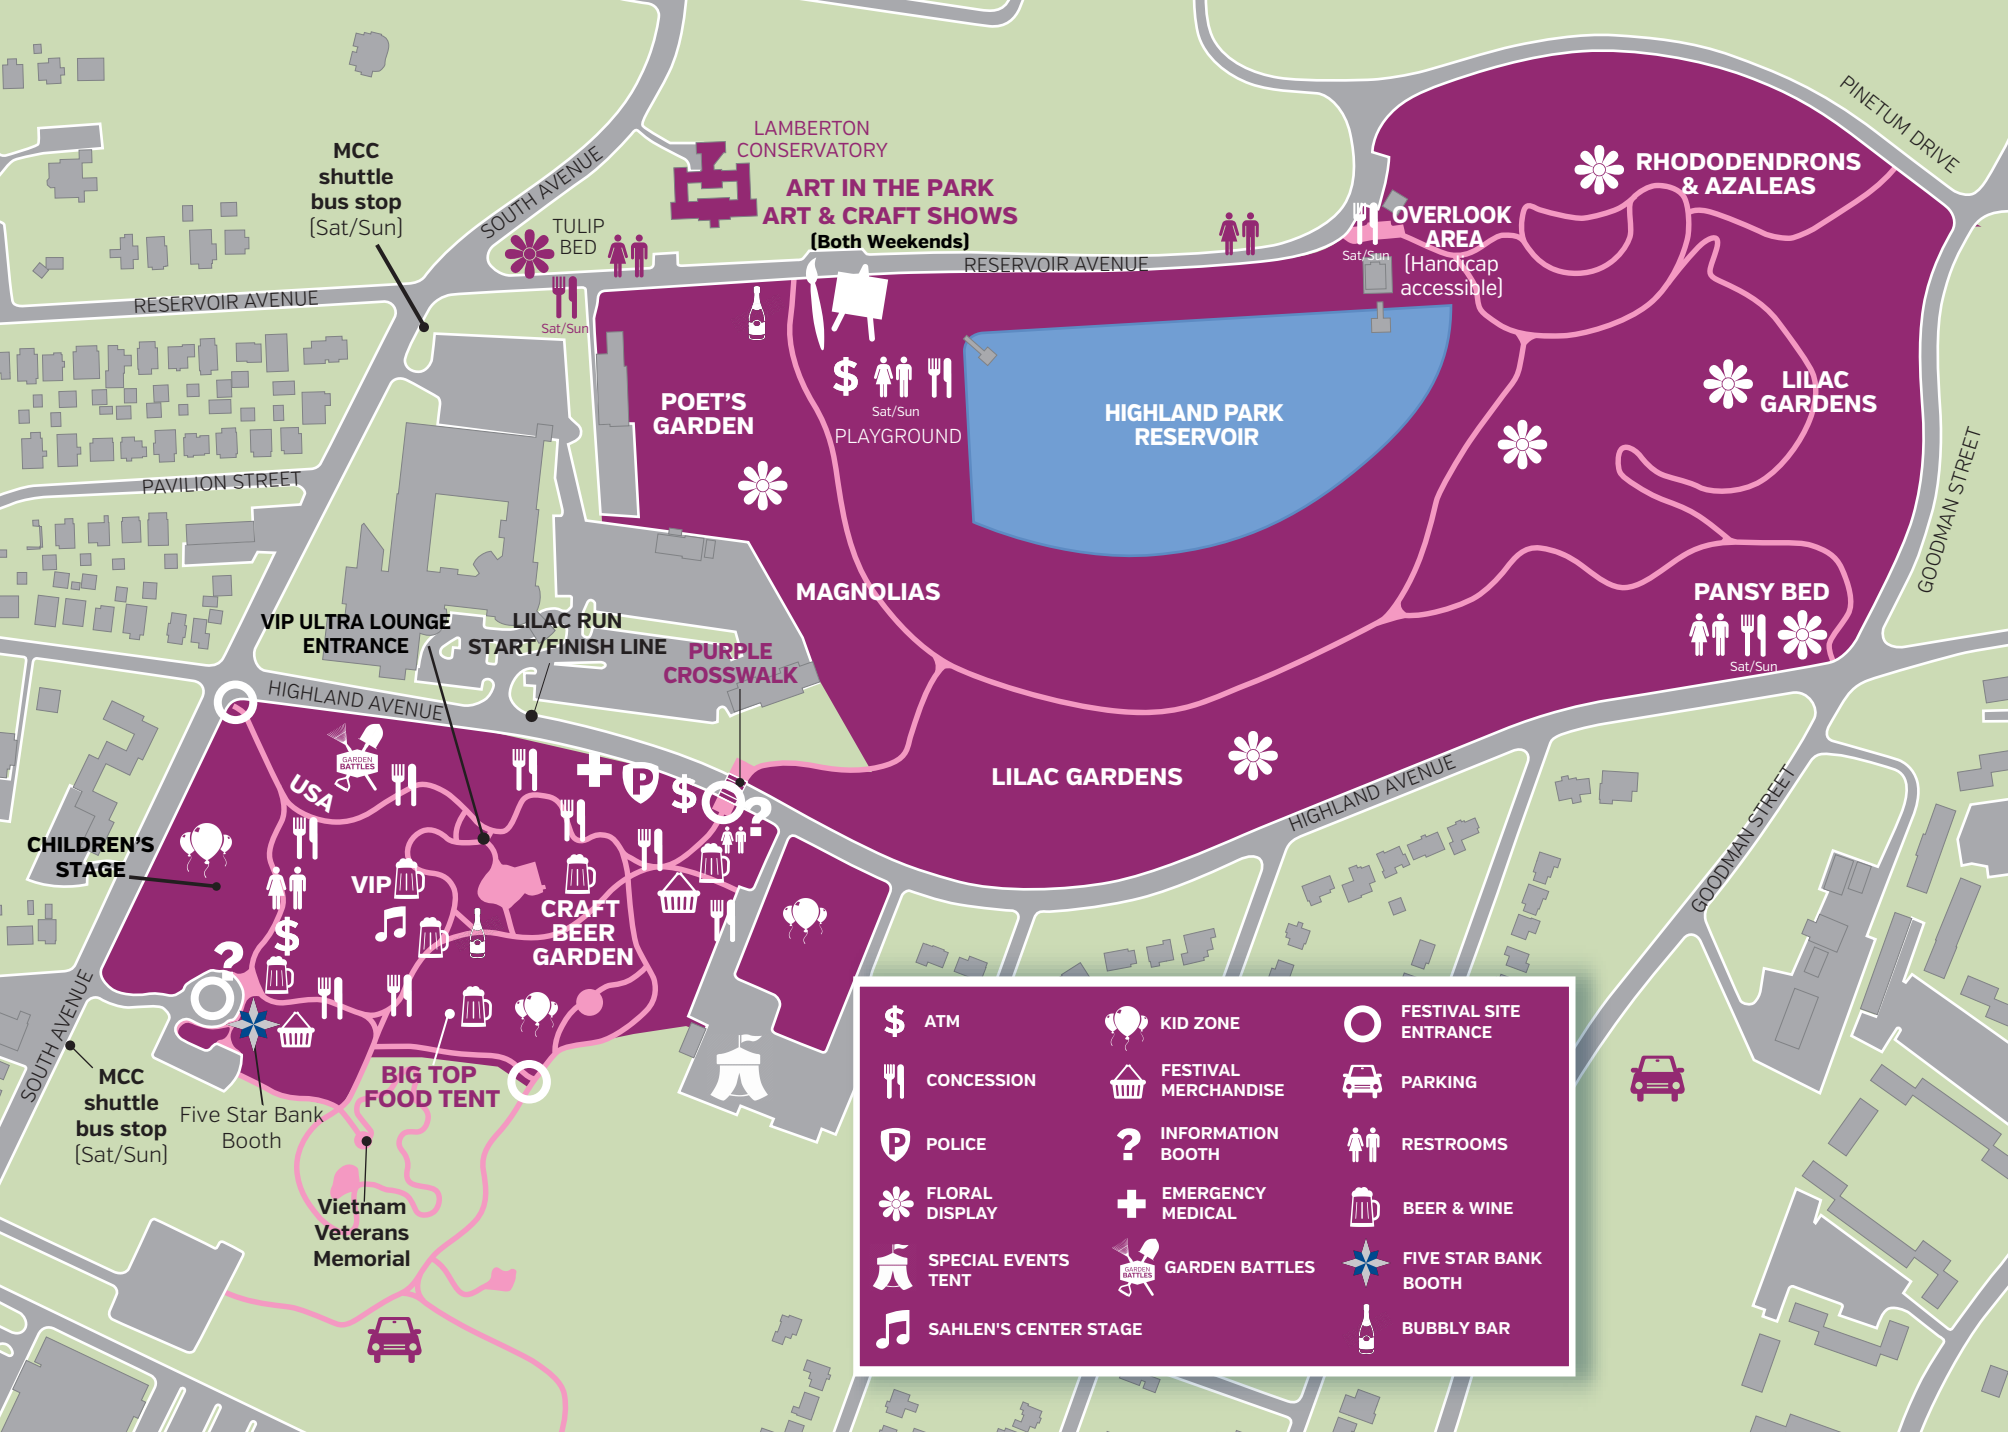 PINETUM DRIVE
LAMBERTON
CONSERVATORY
MCC
shuttle
bus stop
(Sat/Sun)
SOUTH AVENUE
ART IN THE PARK
ART & CRAFT SHOWS
(Both Weekends)
RHODODENDRONS
& AZALEAS
TULIP
BED
Sat/Sun
OVERLOOK
AREA
(Handicap
accessible)
Sat/Sun
RESERVOIR AVENUE
RESERVOIR AVENUE
POET'S
GARDEN
$
Sat/Sun
PLAYGROUND
HIGHLAND PARK
RESERVOIR
LILAC
GARDENS
PAVILION STREET
GOODMAN STREET
MAGNOLIAS
PANSY BED
Sat/Sun
VIP ULTRA LOUNGE
ENTRANCE
LILAC RUN
START/FINISH LINE
PURPLE
CROSSWALK
HIGHLAND AVENUE
GARDEN
BATTLES
USA
P
$
?
LILAC GARDENS
HIGHLAND AVENUE
GOODMAN STREET
CHILDREN'S
STAGE
VIP
CRAFT
BEER
GARDEN
$
?
SOUTH AVENUE
MCC
shuttle
bus stop
(Sat/Sun)
Five Star Bank
Booth
BIG TOP
FOOD TENT
Vietnam
Veterans
Memorial
$ ATM
KID ZONE
FESTIVAL SITE
ENTRANCE
CONCESSION
FESTIVAL
MERCHANDISE
PARKING
P POLICE
? INFORMATION
BOOTH
RESTROOMS
FLORAL
DISPLAY
EMERGENCY
MEDICAL
BEER & WINE
SPECIAL EVENTS
TENT
GARDEN
BATTLES
GARDEN BATTLES
FIVE STAR BANK
BOOTH
SAHLEN'S CENTER STAGE
BUBBLY BAR